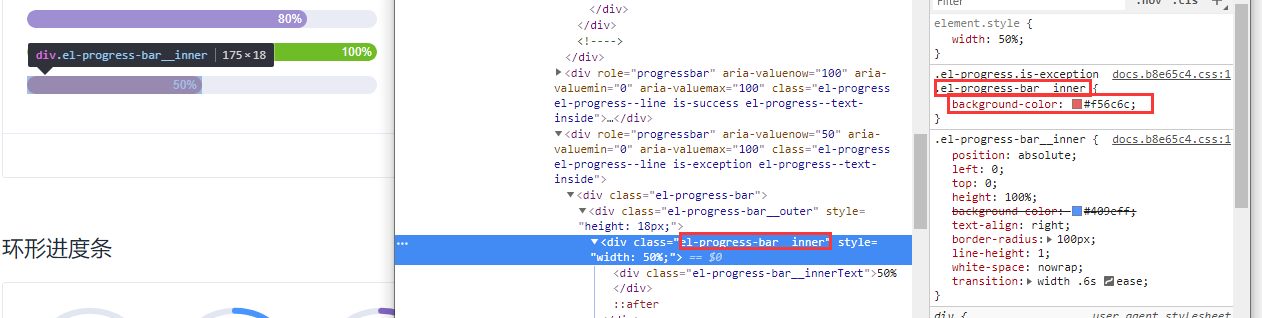 80%
100%
div.el-progress-bar__inner 175×18
50%
环形进度条
</div>
</div>
<!---->
</div>
<div role="progressbar" aria-valuenow="100" aria-
valuemin="0" aria-valuemax="100" class="el-progress
el-progress--line is-success el-progress--text-
inside">…</div>
<div role="progressbar" aria-valuenow="50" aria-
valuemin="0" aria-valuemax="100" class="el-progress
el-progress--line is-exception el-progress--text-
inside">
<div class="el-progress-bar">
<div class="el-progress-bar__outer" style=
"height: 18px;">
<div class="el-progress-bar__inner" style=
"width: 50%;"> == $0
<div class="el-progress-bar__innerText">50%
</div>
::after
Filter :hov .cls +
element.style {
width: 50%;
}
.el-progress.is-exception docs.b8e65c4.css:1
.el-progress-bar__inner {
background-color: #f56c6c;
}
.el-progress-bar__inner { docs.b8e65c4.css:1
position: absolute;
left: 0;
top: 0;
height: 100%;
background-color: #409eff;
text-align: right;
border-radius: 100px;
line-height: 1;
white-space: nowrap;
transition: width .6s ease;
}
div { user agent stylesheet